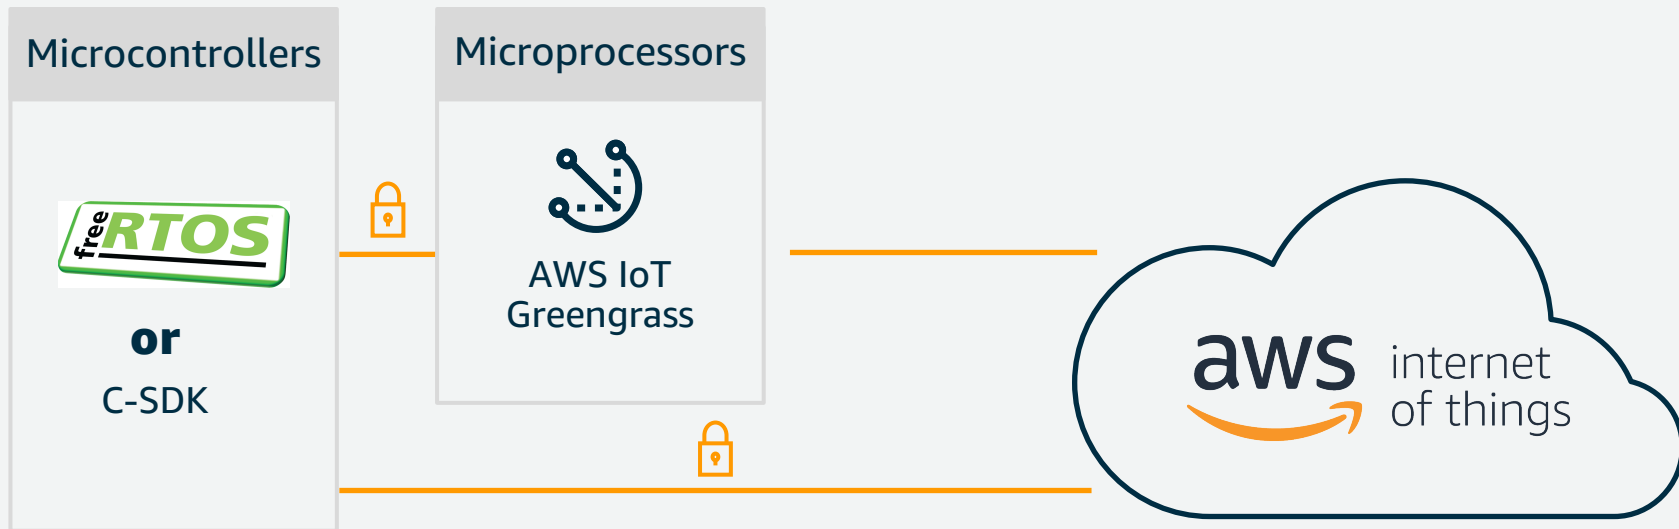 Microcontrollers
free RTOS
or
C-SDK
Microprocessors
AWS IoT
Greengrass
aws
internet
of things